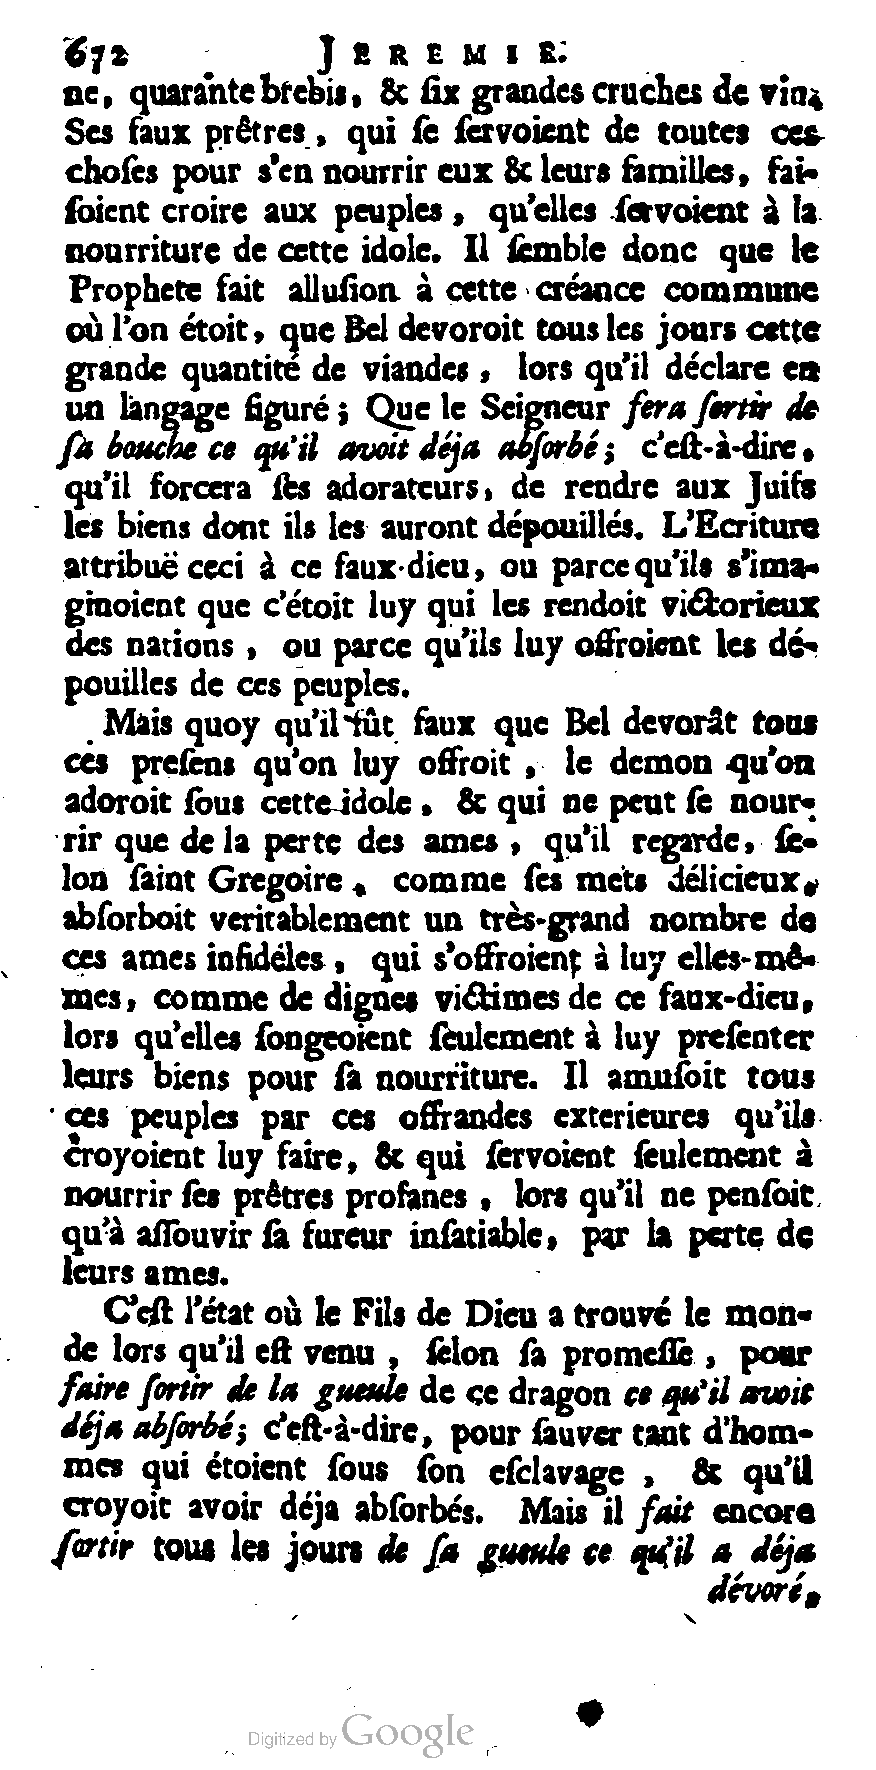 672 JEREMIE.
ne, quarante brebis, & ſix grandes cruches de vin.
Ses faux prêtres, qui ſe ſervoient de toutes ces
choſes pour s'en nourrir eux & leurs familles, fai-
ſoient croire aux peuples, qu'elles ſervoient à la
nourriture de cette idole. Il ſemble donc que le
Prophete fait alluſion à cette créance commune
où l'on étoit, que Bel devoroit tous les jours cette
grande quantité de viandes, lors qu'il déclare en
un langage figuré; Que le Seigneur fera ſortir de
ſa bouche ce qu'il avoit déja abſorbé; c'eſt-à-dire,
qu'il forcera ſes adorateurs, de rendre aux Juifs
les biens dont ils les auront dépouillés. L'Ecriture
attribuë ceci à ce faux-dieu, ou parce qu'ils s'ima-
ginoient que c'étoit luy qui les rendoit victorieux
des nations, ou parce qu'ils luy offroient les dé-
pouilles de ces peuples.
Mais quoy qu'il fût faux que Bel devorât tous
ces preſens qu'on luy offroit, le demon qu'on
adoroit ſous cette idole, & qui ne peut ſe nour-
rir que de la perte des ames, qu'il regarde, ſe-
lon ſaint Gregoire, comme ſes mets délicieux,
abſorboit veritablement un très-grand nombre de
ces ames infidéles, qui s'offroient à luy elles-mê-
mes, comme de dignes victimes de ce faux-dieu,
lors qu'elles ſongeoient ſeulement à luy preſenter
leurs biens pour ſa nourriture. Il amuſoit tous
ces peuples par ces offrandes exterieures qu'ils
croyoient luy faire, & qui ſervoient ſeulement à
nourrir ſes prêtres profanes, lors qu'il ne penſoit
qu'à aſſouvir ſa fureur inſatiable, par la perte de
leurs ames.
C'eſt l'état où le Fils de Dieu a trouvé le mon-
de lors qu'il eſt venu, ſelon ſa promeſſe, pour
faire ſortir de la gueule de ce dragon ce qu'il avoit
déja abſorbé; c'eſt-à-dire, pour ſauver tant d'hom-
mes qui étoient ſous ſon eſclavage, & qu'il
croyoit avoir déja abſorbés. Mais il fait encore
ſortir tous les jours de ſa gueule ce qu'il a déja
dévoré,
Digitized by Google